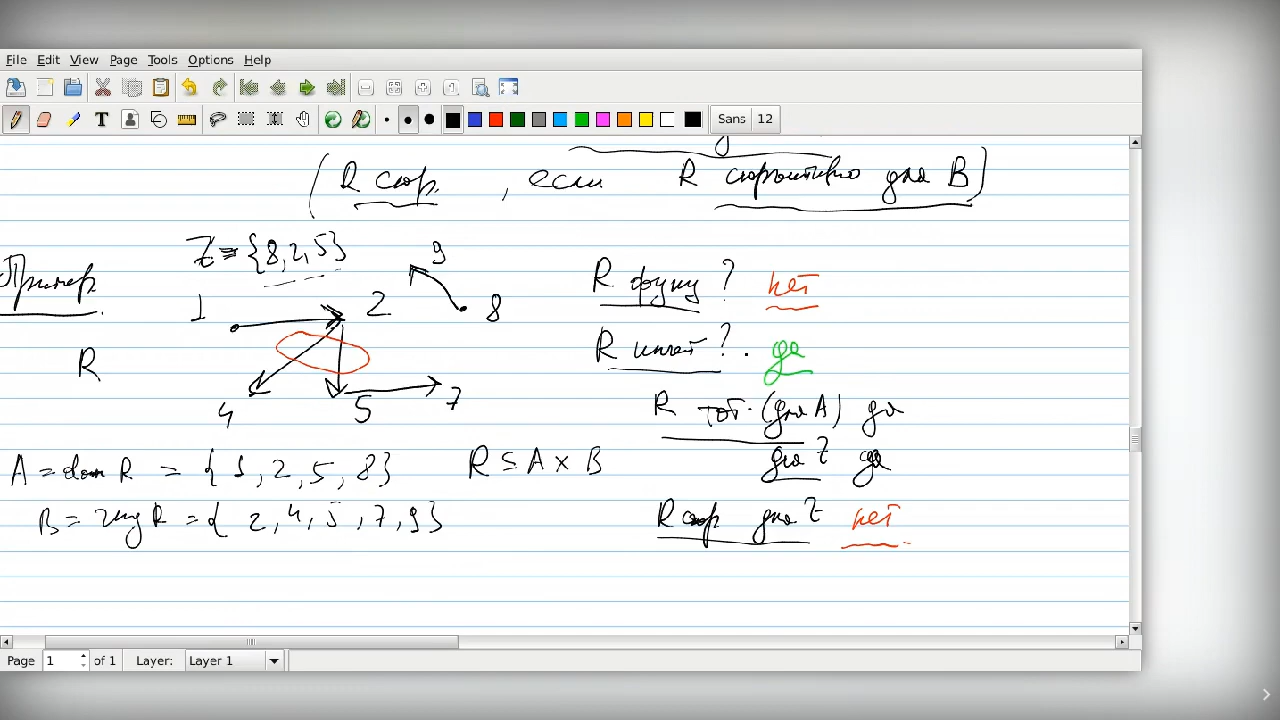 File Edit View Page Tools Options Help
Sans 12
(R сюр. , если R сюръективно для B)
Z = {8, 2, 5}
Пример.
R
1 2 9 8
4 5 7
A = dom R = { 1, 2, 5, 8 }
B = rng R = { 2, 4, 5, 7, 9 }
R ⊆ A × B
R функ? нет
R инъект? да
R тот. (для A) да
для Z да
R сюр для Z нет
Page 1 of 1 Layer: Layer 1